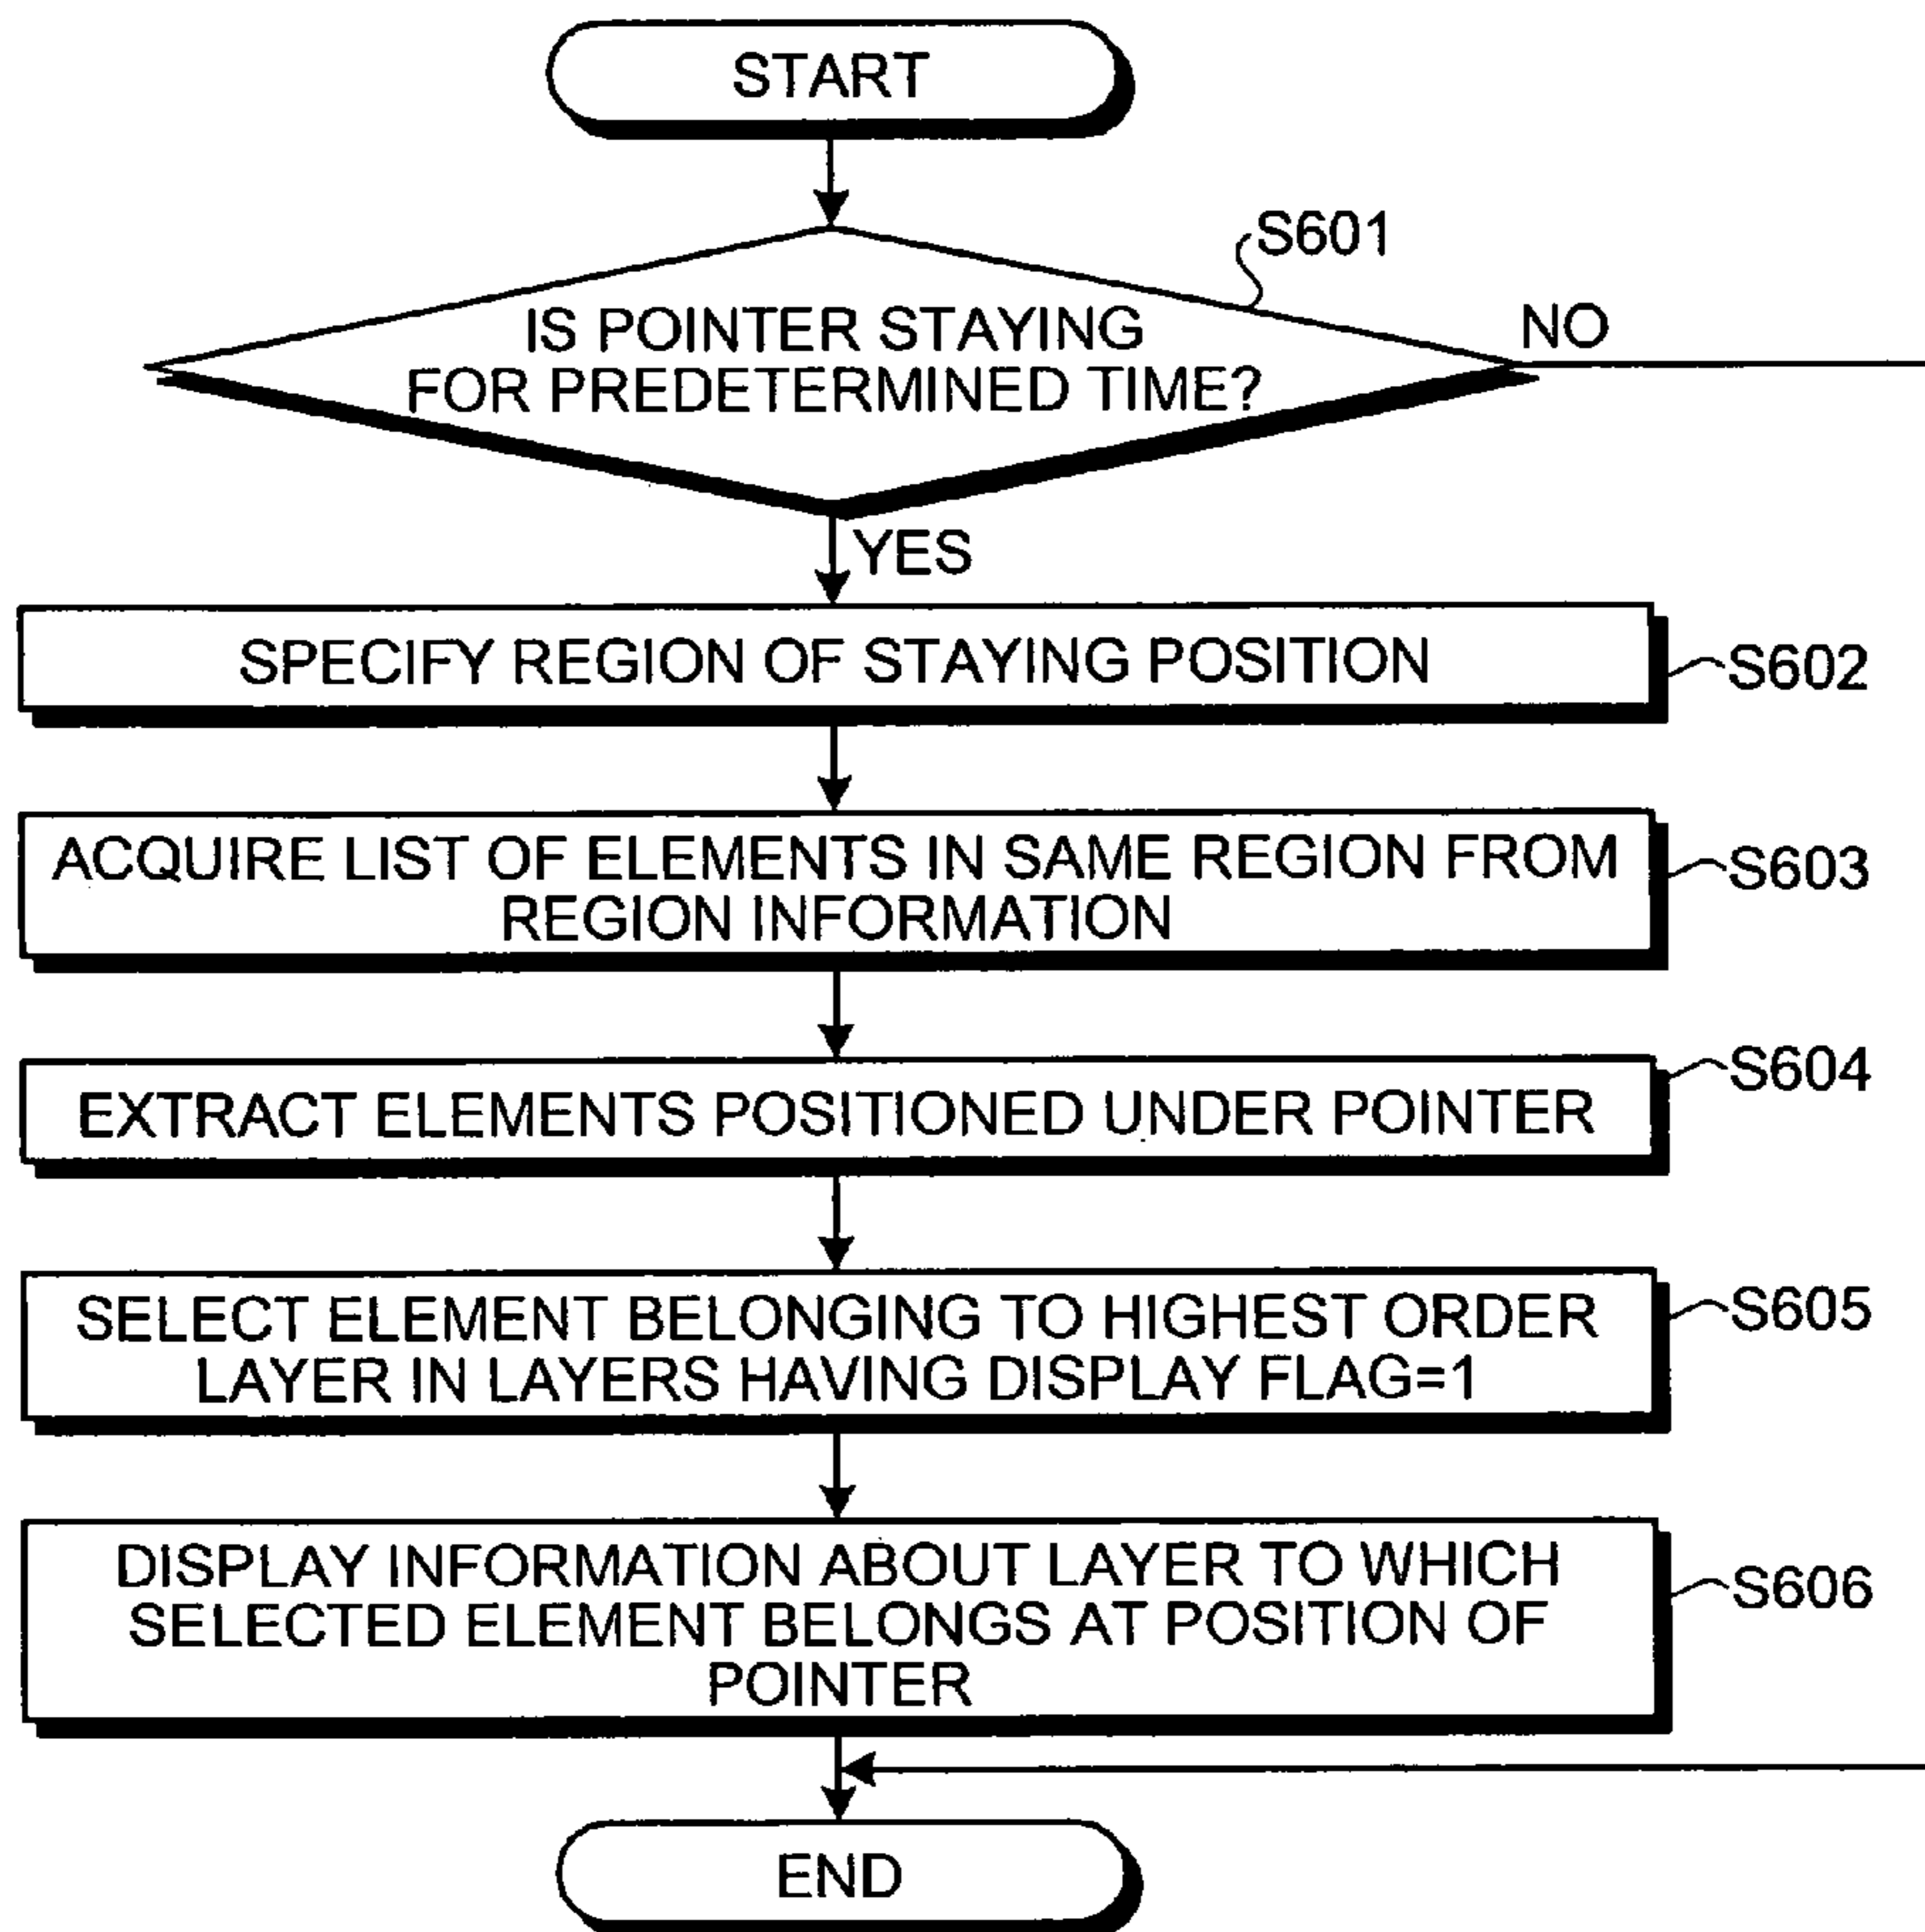 START
S601
IS POINTER STAYING
FOR PREDETERMINED TIME?
NO
YES
SPECIFY REGION OF STAYING POSITION
S602
ACQUIRE LIST OF ELEMENTS IN SAME REGION FROM
REGION INFORMATION
S603
EXTRACT ELEMENTS POSITIONED UNDER POINTER
S604
SELECT ELEMENT BELONGING TO HIGHEST ORDER
LAYER IN LAYERS HAVING DISPLAY FLAG=1
S605
DISPLAY INFORMATION ABOUT LAYER TO WHICH
SELECTED ELEMENT BELONGS AT POSITION OF
POINTER
S606
END